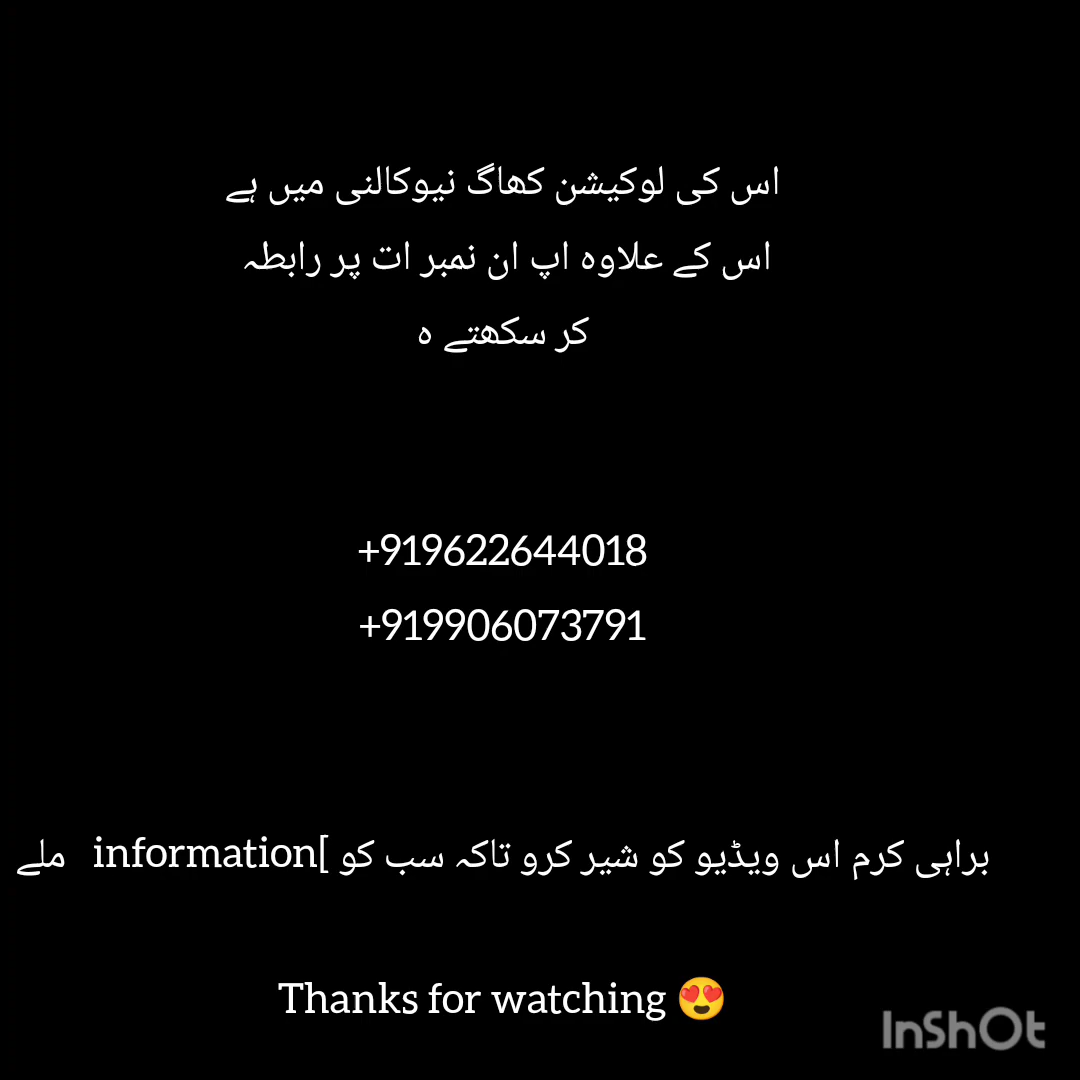 اس کی لوکیشن کھاگ نیوکالنی میں ہے
اس کے علاوہ اپ ان نمبر ات پر رابطہ
کر سکھتے ہ
+919622644018
+919906073791
براہی کرم اس ویڈیو کو شیر کرو تاکہ سب کو ]information ملے
Thanks for watching 😍
InShOt